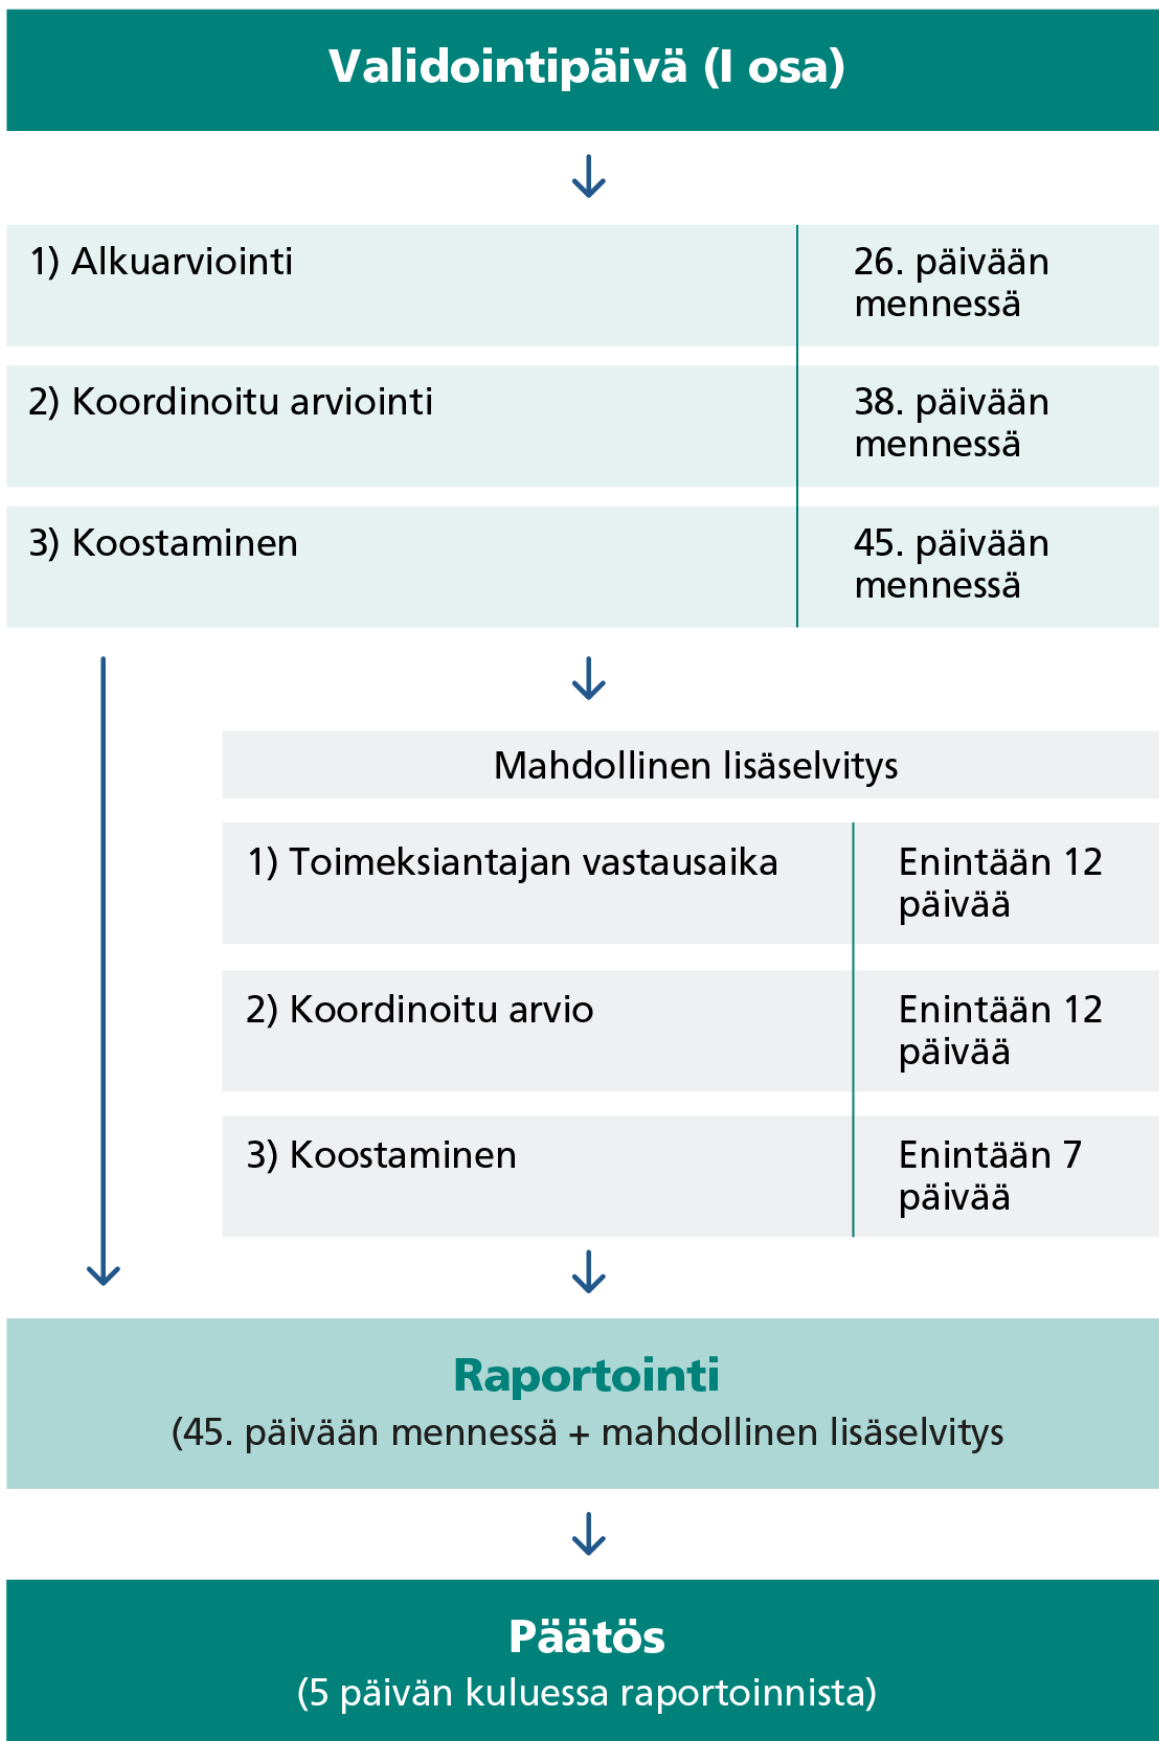 Validointipäivä (I osa)
1) Alkuarviointi
26. päivään
mennessä
2) Koordinoitu arviointi
38. päivään
mennessä
3) Koostaminen
45. päivään
mennessä
Mahdollinen lisäselvitys
1) Toimeksiantajan vastausaika
Enintään 12
päivää
2) Koordinoitu arvio
Enintään 12
päivää
3) Koostaminen
Enintään 7
päivää
Raportointi
(45. päivään mennessä + mahdollinen lisäselvitys
Päätös
(5 päivän kuluessa raportoinnista)